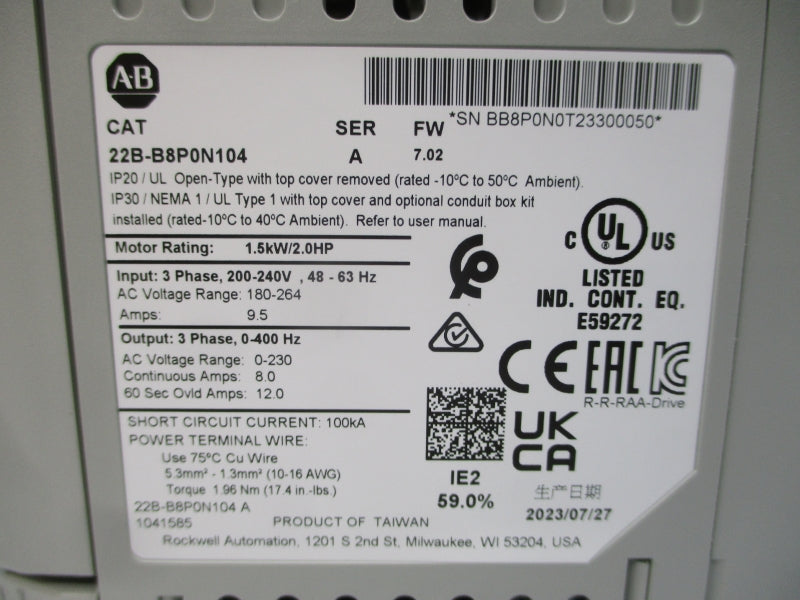 A-B
*SN BB8P0N0T23300050*
CAT SER FW
22B-B8P0N104 A 7.02
IP20 / UL Open-Type with top cover removed (rated -10°C to 50°C Ambient).
IP30 / NEMA 1 / UL Type 1 with top cover and optional conduit box kit
installed (rated-10°C to 40°C Ambient). Refer to user manual.
Motor Rating: 1.5kW/2.0HP
Input: 3 Phase, 200-240V , 48 - 63 Hz
AC Voltage Range: 180-264
Amps: 9.5
Output: 3 Phase, 0-400 Hz
AC Voltage Range: 0-230
Continuous Amps: 8.0
60 Sec Ovld Amps: 12.0
SHORT CIRCUIT CURRENT: 100kA
POWER TERMINAL WIRE:
Use 75°C Cu Wire
5.3mm² - 1.3mm² (10-16 AWG)
Torque 1.96 Nm (17.4 in.-lbs.)
22B-B8P0N104 A
1041585 PRODUCT OF TAIWAN
Rockwell Automation, 1201 S 2nd St, Milwaukee, WI 53204, USA
C UL US
LISTED
IND. CONT. EQ.
E59272
CE EAC KC
R-R-RAA-Drive
UK
CA
IE2
59.0%
生产日期
2023/07/27